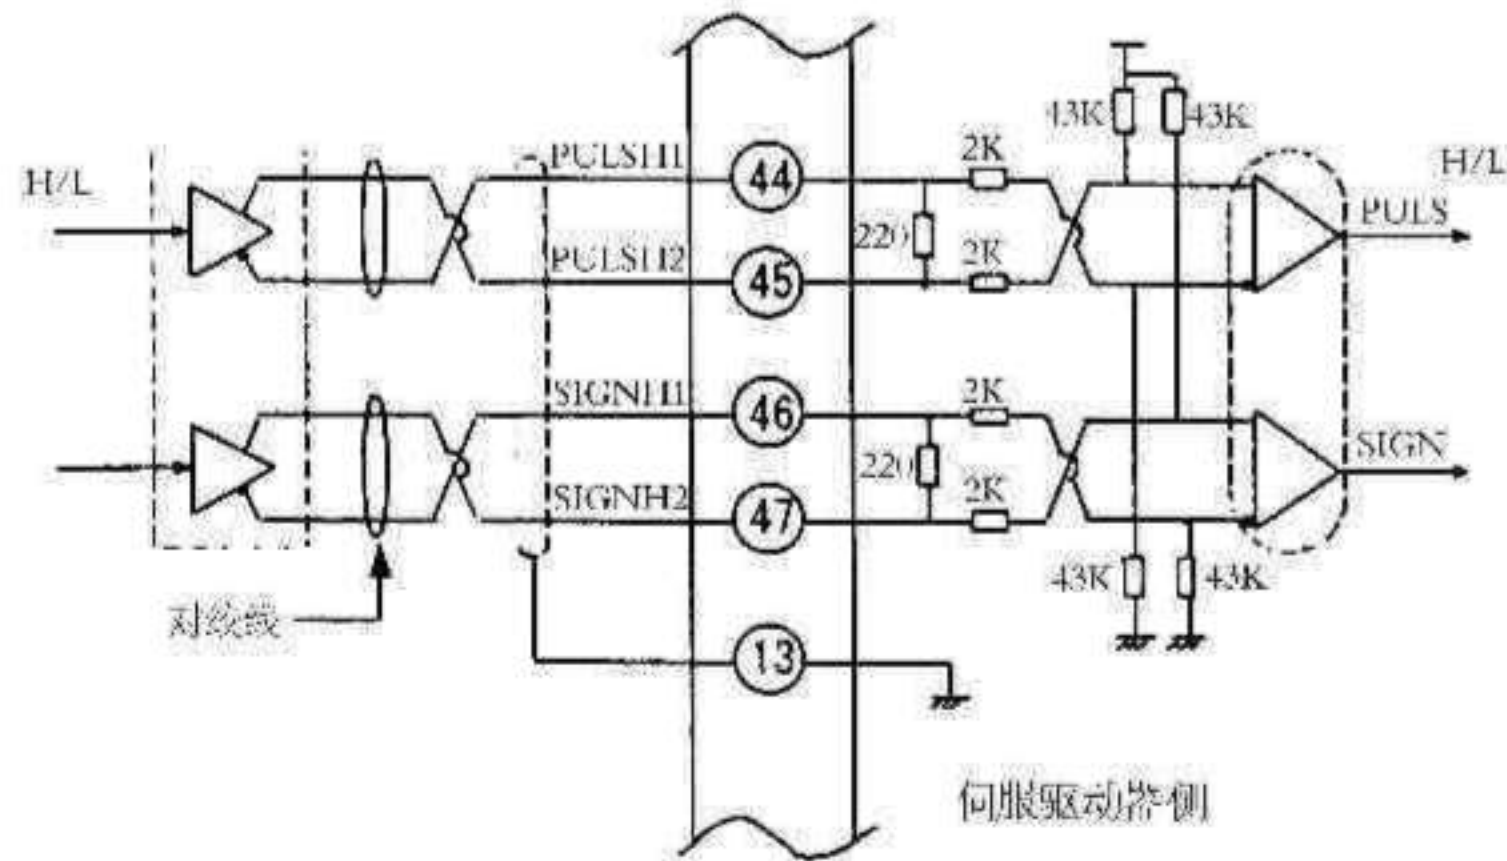 43K
43K
H/L
PULSH1
44
2K
H/L
PULS
220
PULSH2
45
2K
SIGNH1
46
2K
SIGN
220
SIGNH2
47
2K
43K
43K
对绞线
13
伺服驱动器侧